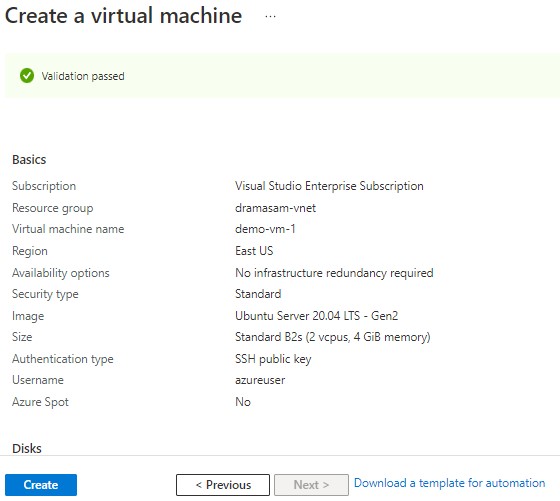 Create a virtual machine ...
Validation passed
Basics
Subscription Visual Studio Enterprise Subscription
Resource group dramasam-vnet
Virtual machine name demo-vm-1
Region East US
Availability options No infrastructure redundancy required
Security type Standard
Image Ubuntu Server 20.04 LTS - Gen2
Size Standard B2s (2 vcpus, 4 GiB memory)
Authentication type SSH public key
Username azureuser
Azure Spot No
Disks
Create < Previous Next > Download a template for automation